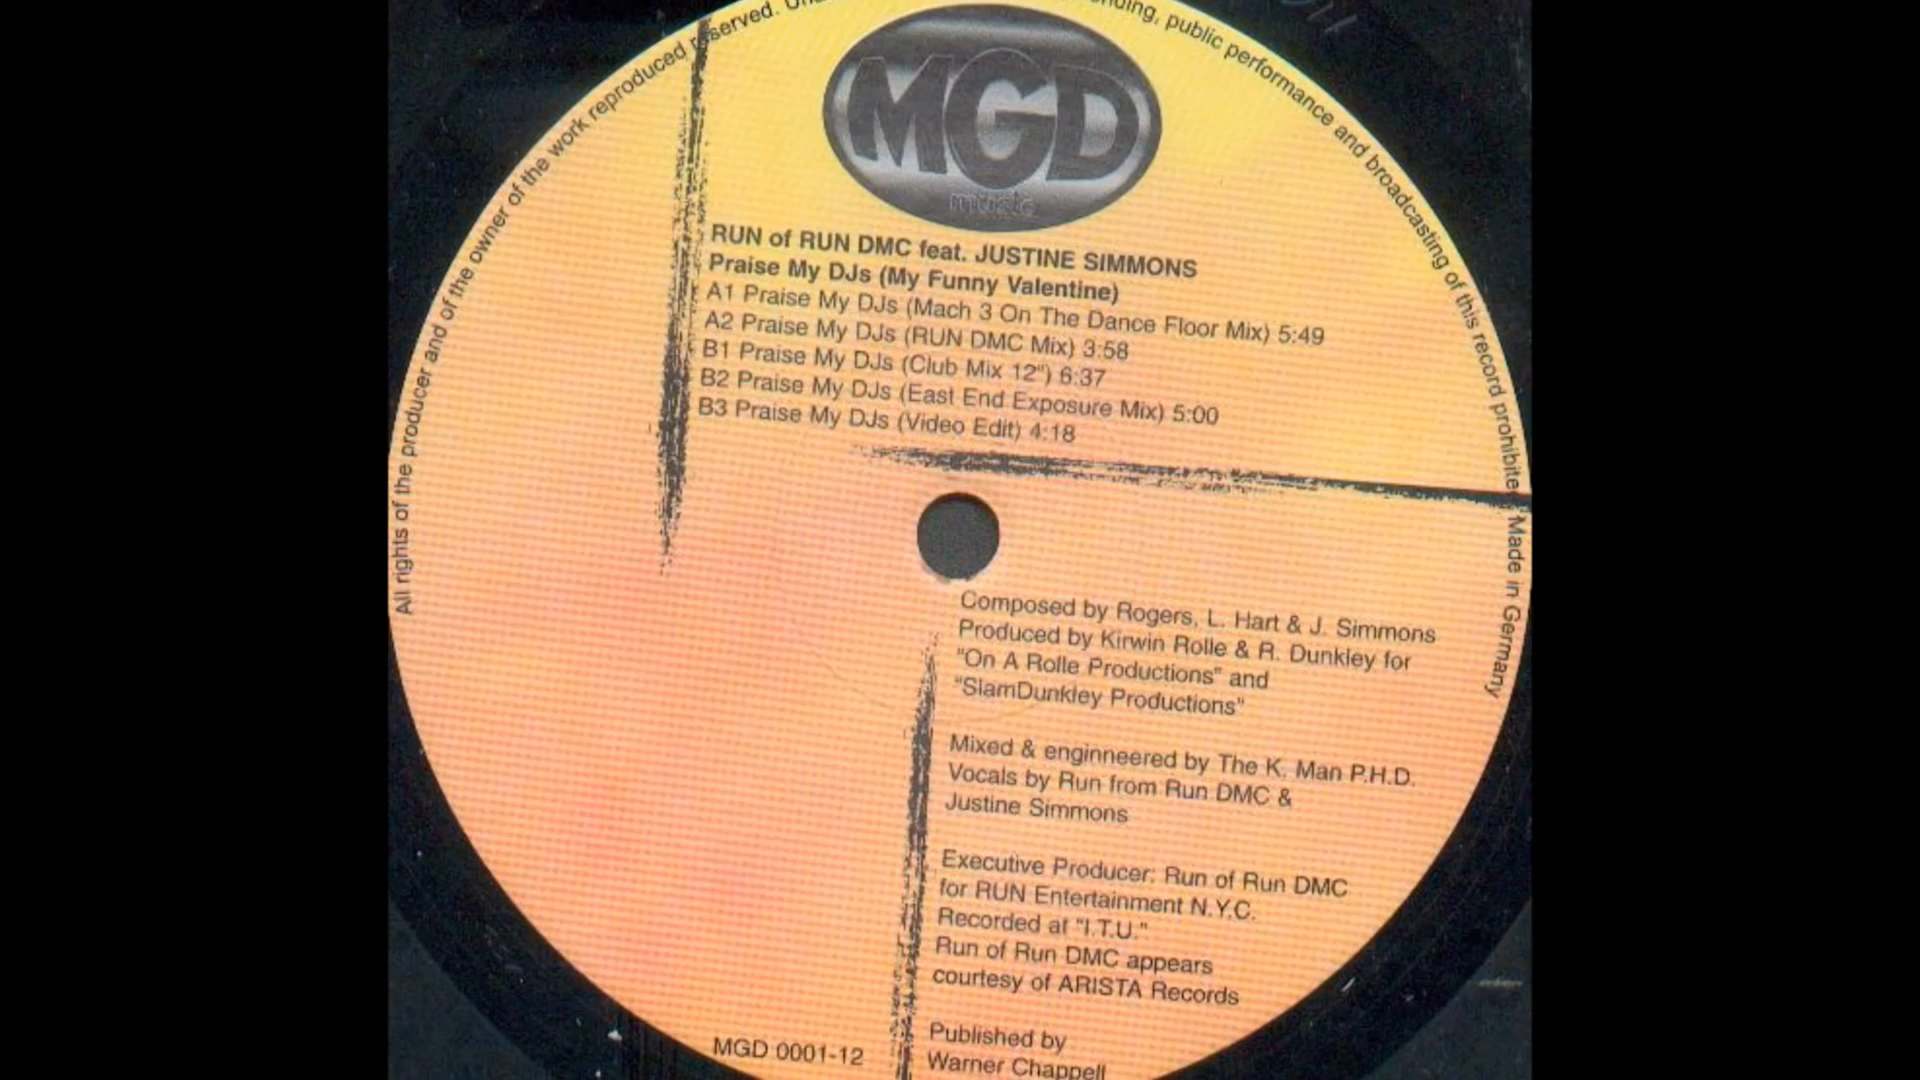 All rights of the producer and of the owner of the work reproduced reserved.
public performance and broadcasting of this record prohibited Made in Germany
MGD
music
RUN of RUN DMC feat. JUSTINE SIMMONS
Praise My DJs (My Funny Valentine)
A1 Praise My DJs (Mach 3 On The Dance Floor Mix) 5:49
A2 Praise My DJs (RUN DMC Mix) 3:58
B1 Praise My DJs (Club Mix 12") 6:37
B2 Praise My DJs (East End Exposure Mix) 5:00
B3 Praise My DJs (Video Edit) 4:18
Composed by Rogers, L. Hart & J. Simmons
Produced by Kirwin Rolle & R. Dunkley for
"On A Rolle Productions" and
"SlamDunkley Productions"
Mixed & enginneered by The K. Man P.H.D.
Vocals by Run from Run DMC &
Justine Simmons
Executive Producer: Run of Run DMC
for RUN Entertainment N.Y.C.
Recorded at "I.T.U."
Run of Run DMC appears
courtesy of ARISTA Records
Published by
Warner Chappell
MGD 0001-12